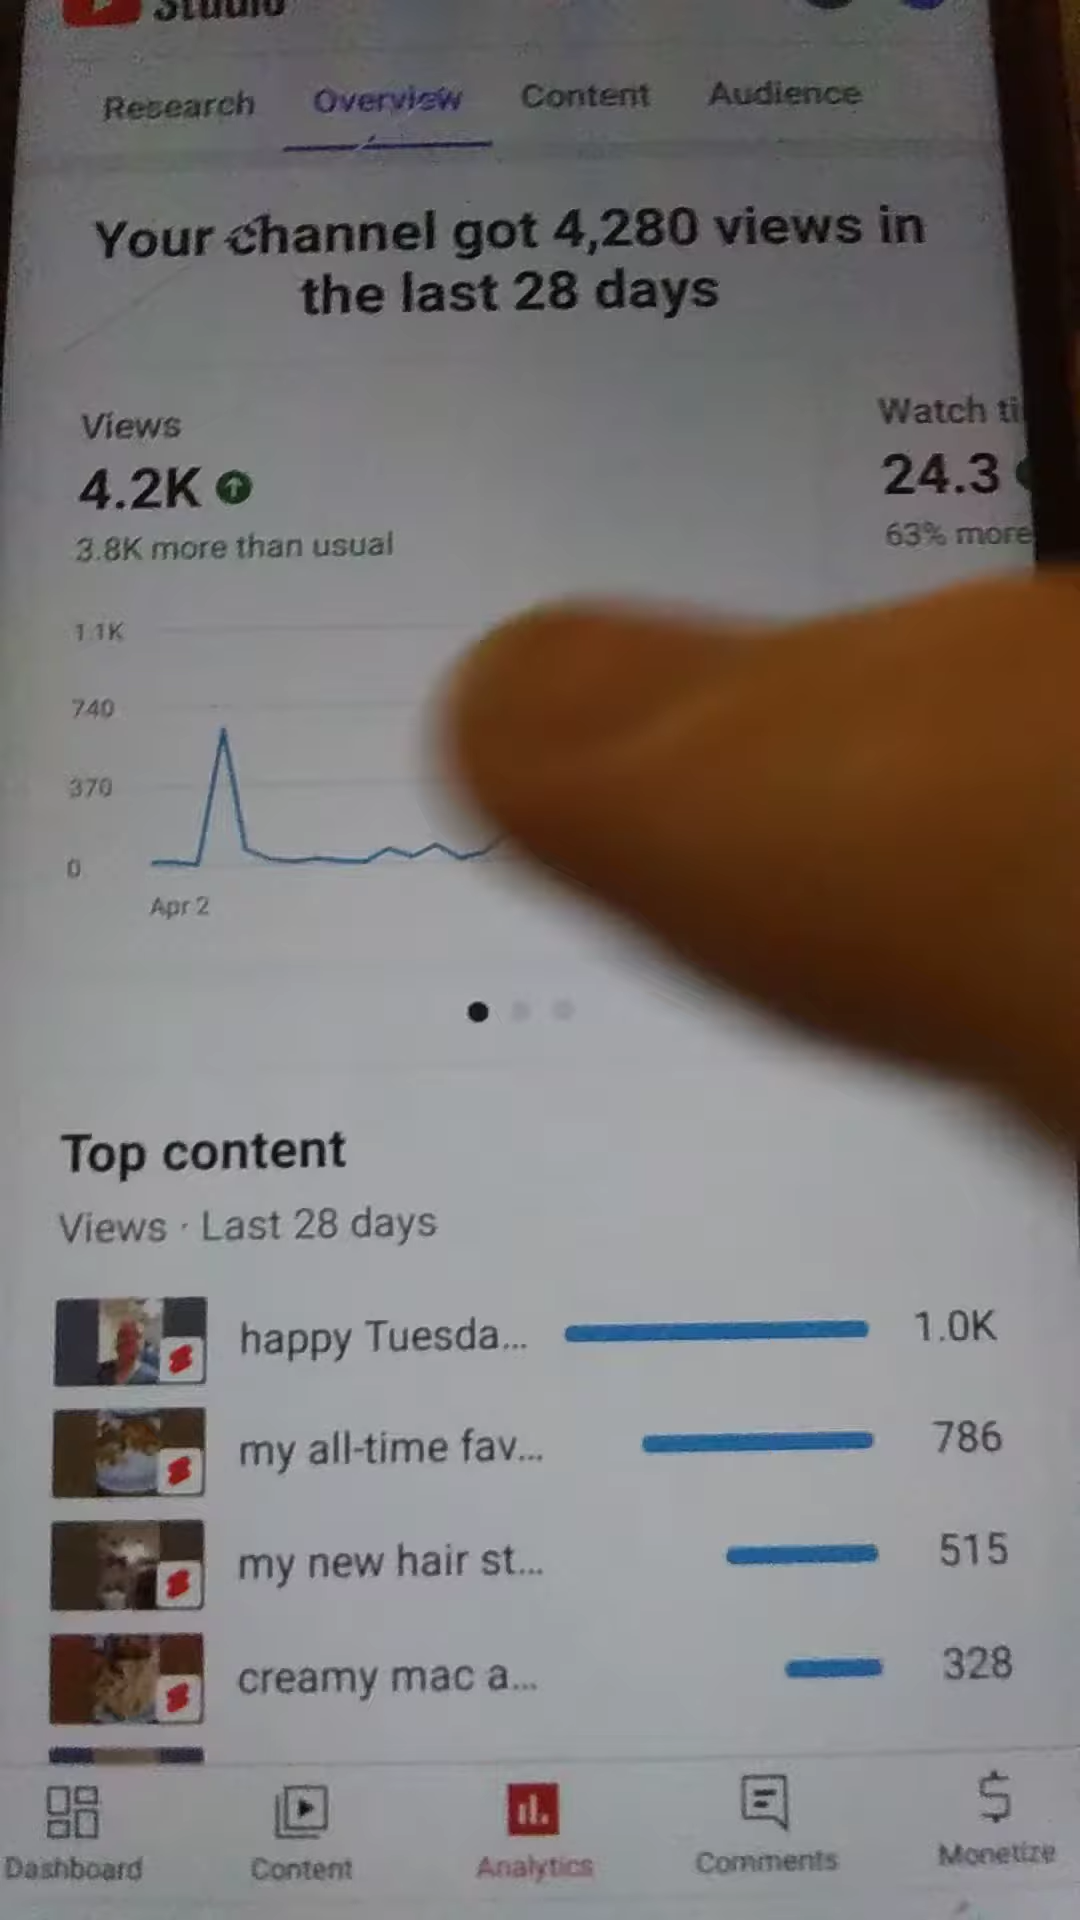 Studio
Research Overview Content Audience
Your channel got 4,280 views in
the last 28 days
Views
4.2K
3.8K more than usual
Watch ti
24.3
63% more
1.1K
740
370
0
Apr 2
Top content
Views · Last 28 days
happy Tuesda... 1.0K
my all-time fav... 786
my new hair st... 515
creamy mac a... 328
Dashboard Content Analytics Comments Monetize